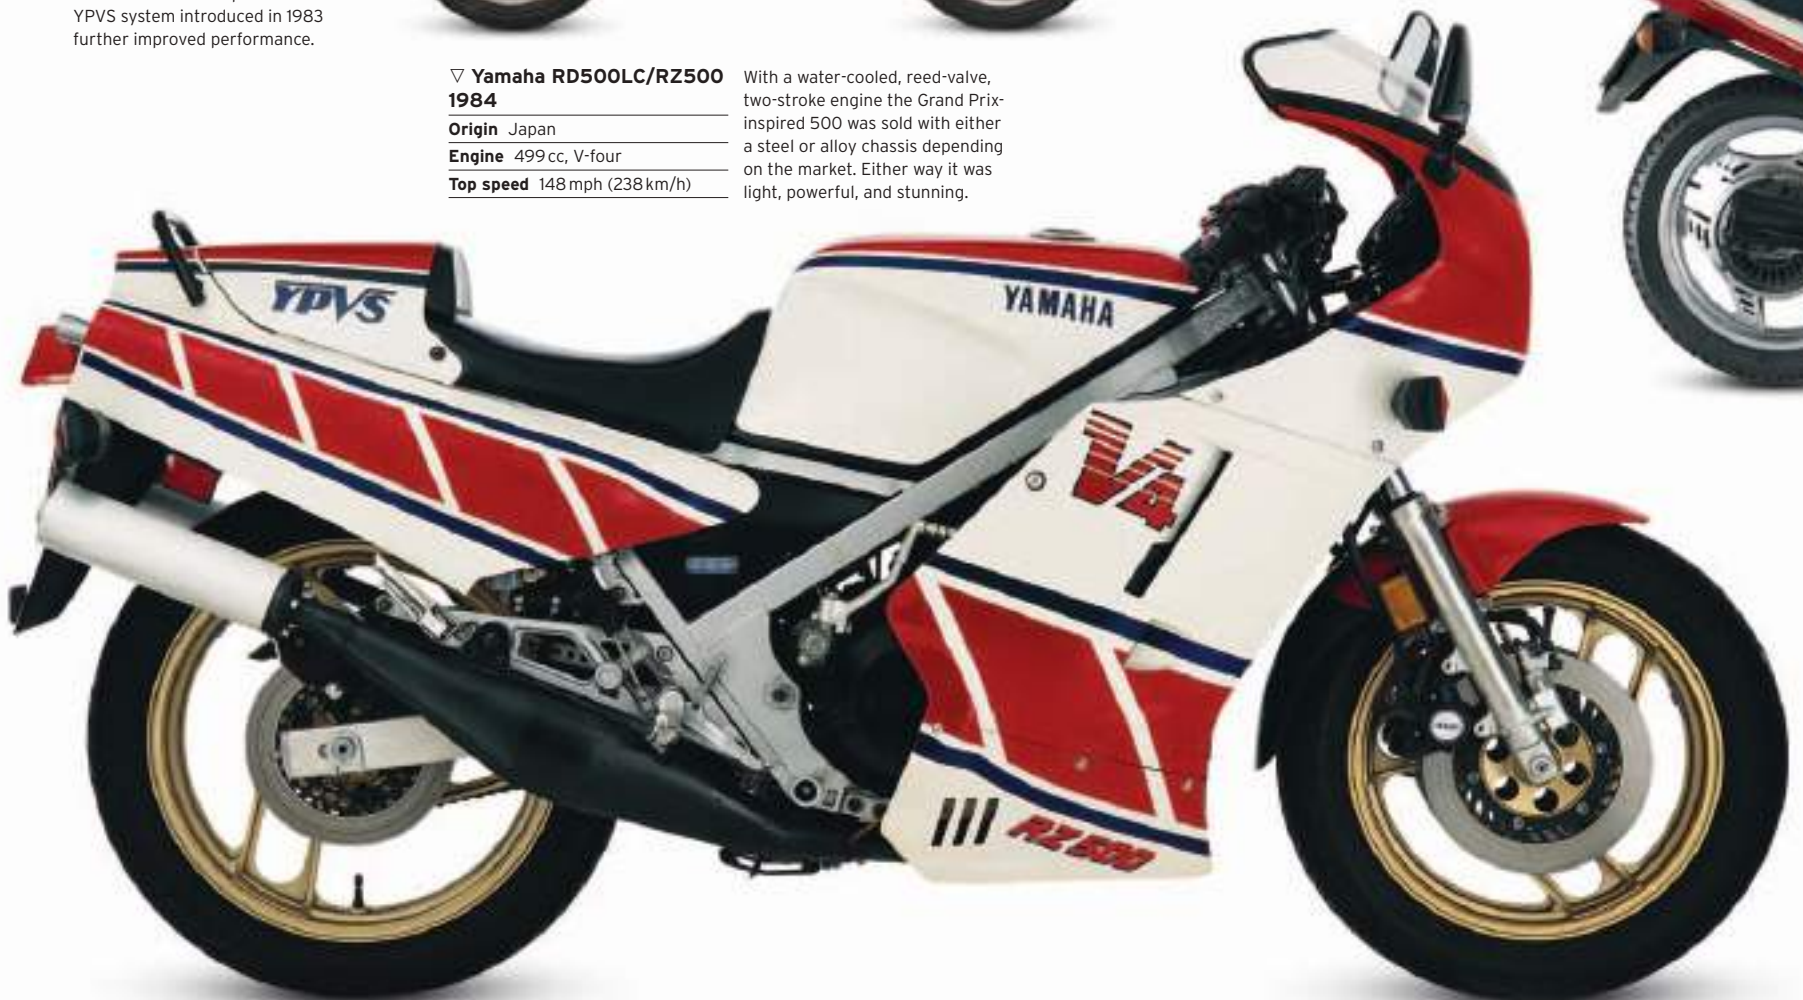 YPVS system introduced in 1983
further improved performance.
▽ Yamaha RD500LC/RZ500
1984
Origin Japan
Engine 499 cc, V-four
Top speed 148 mph (238 km/h)
With a water-cooled, reed-valve,
two-stroke engine the Grand Prix-
inspired 500 was sold with either
a steel or alloy chassis depending
on the market. Either way it was
light, powerful, and stunning.
YPVS
YAMAHA
V4
RZ500